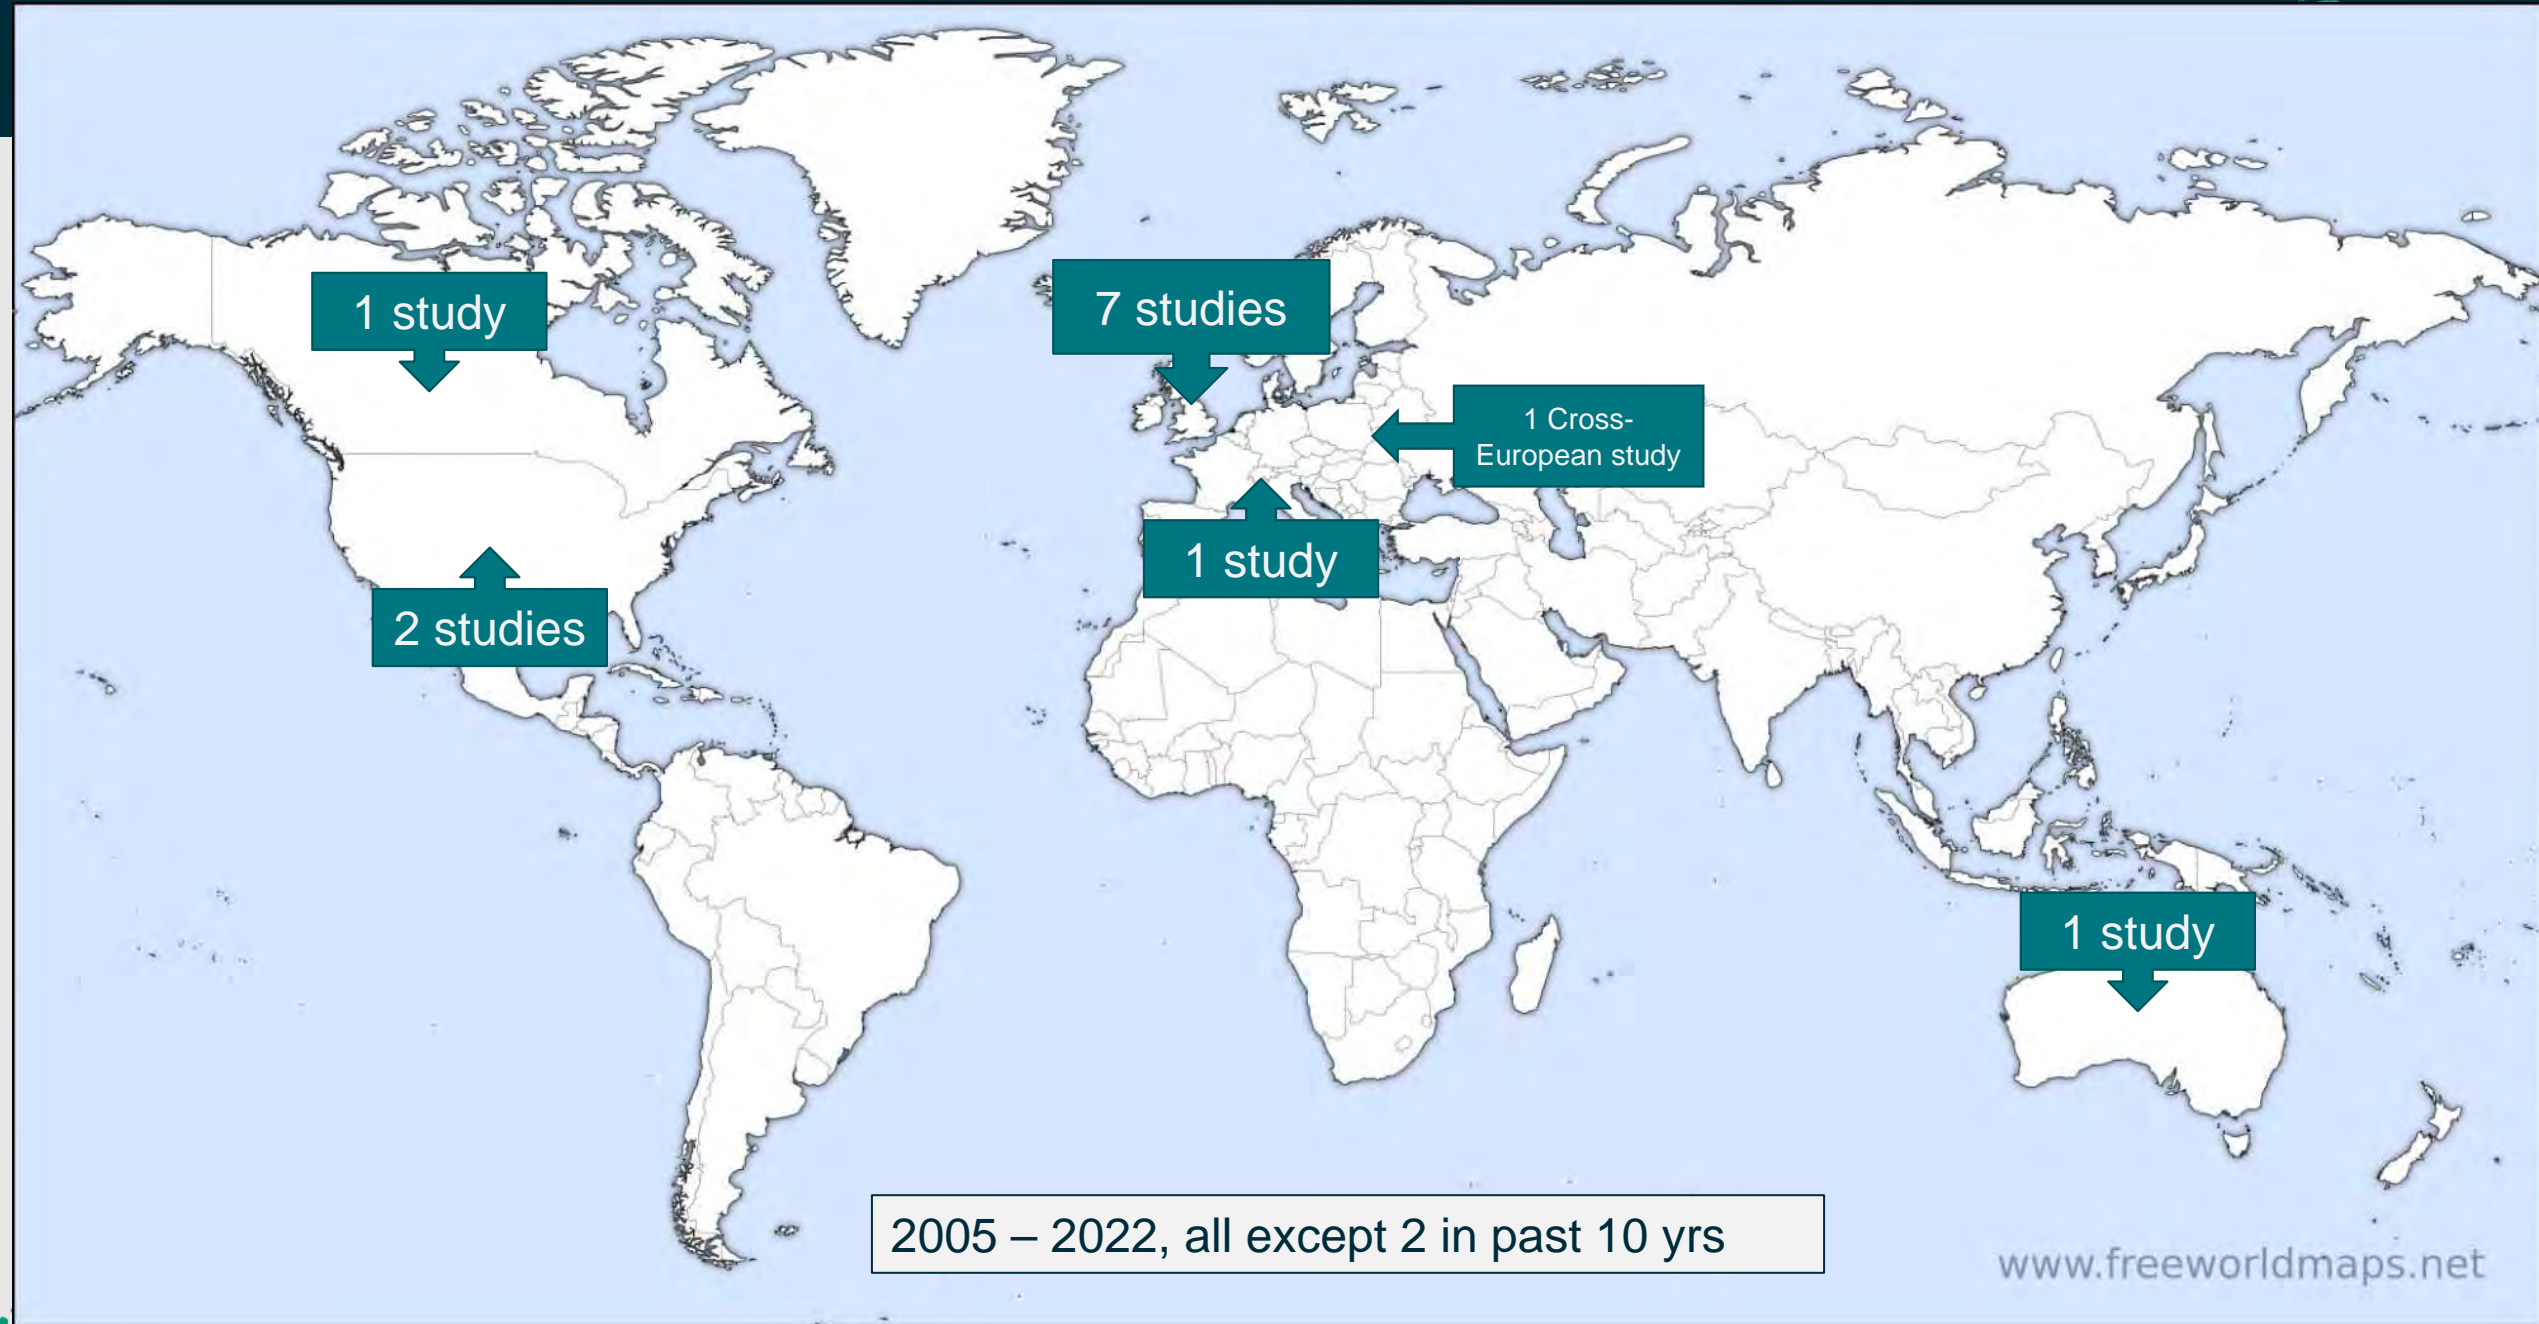 1 study
7 studies
1 Cross-
European study
1 study
2 studies
1 study
2005 – 2022, all except 2 in past 10 yrs
www.freeworldmaps.net